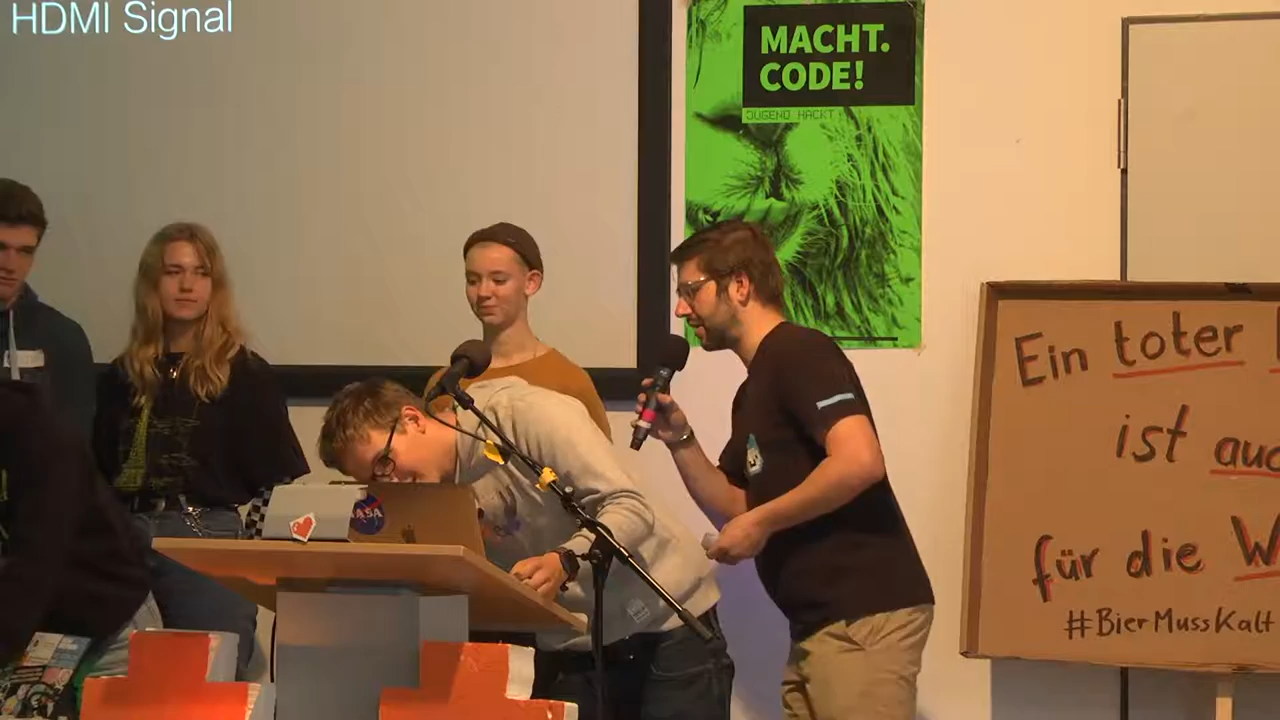 HDMI Signal
MACHT.
CODE!
JUGEND HACKT
Ein toter
ist
für die
#BierMussKalt
NASA